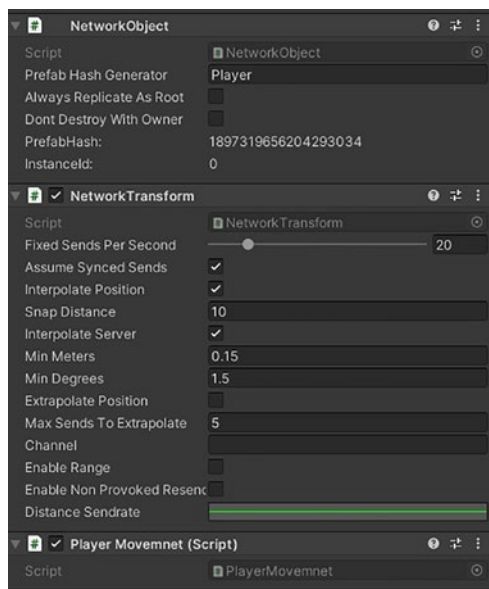 NetworkObject
Script NetworkObject
Prefab Hash Generator Player
Always Replicate As Root
Dont Destroy With Owner
PrefabHash: 1897319656204293034
InstanceId: 0
NetworkTransform
Script NetworkTransform
Fixed Sends Per Second 20
Assume Synced Sends
Interpolate Position
Snap Distance 10
Interpolate Server
Min Meters 0.15
Min Degrees 1.5
Extrapolate Position
Max Sends To Extrapolate 5
Channel
Enable Range
Enable Non Provoked Resenc
Distance Sendrate
Player Movemnet (Script)
Script PlayerMovemnet